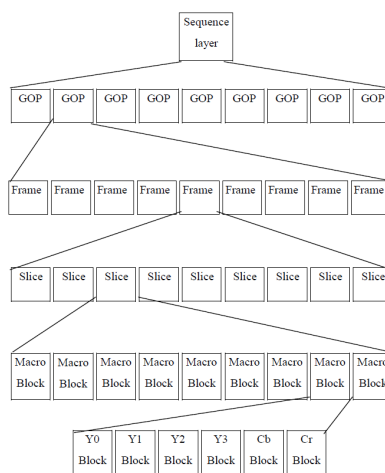 Sequence
layer
GOP GOP GOP GOP GOP GOP GOP GOP GOP
Frame Frame Frame Frame Frame Frame Frame Frame Frame
Slice Slice Slice Slice Slice Slice Slice Slice Slice
Macro Macro Macro Macro Macro Macro Macro Macro Macro
Block Block Block Block Block Block Block Block Block
Y0 Y1 Y2 Y3 Cb Cr
Block Block Block Block Block Block